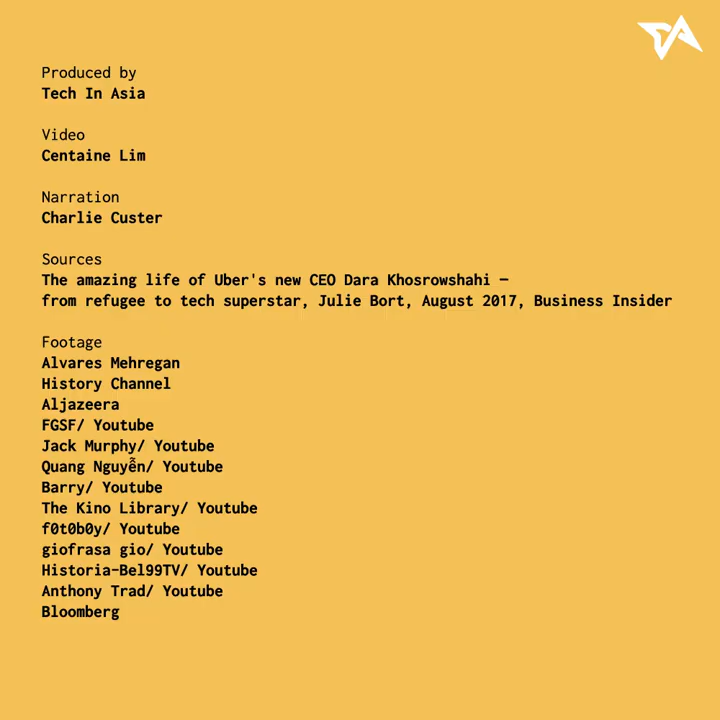 Produced by
Tech In Asia
Video
Centaine Lim
Narration
Charlie Custer
Sources
The amazing life of Uber's new CEO Dara Khosrowshahi —
from refugee to tech superstar, Julie Bort, August 2017, Business Insider
Footage
Alvares Mehregan
History Channel
Aljazeera
FGSF/ Youtube
Jack Murphy/ Youtube
Quang Nguyễn/ Youtube
Barry/ Youtube
The Kino Library/ Youtube
f0t0b0y/ Youtube
giofrasa gio/ Youtube
Historia-Bel99TV/ Youtube
Anthony Trad/ Youtube
Bloomberg